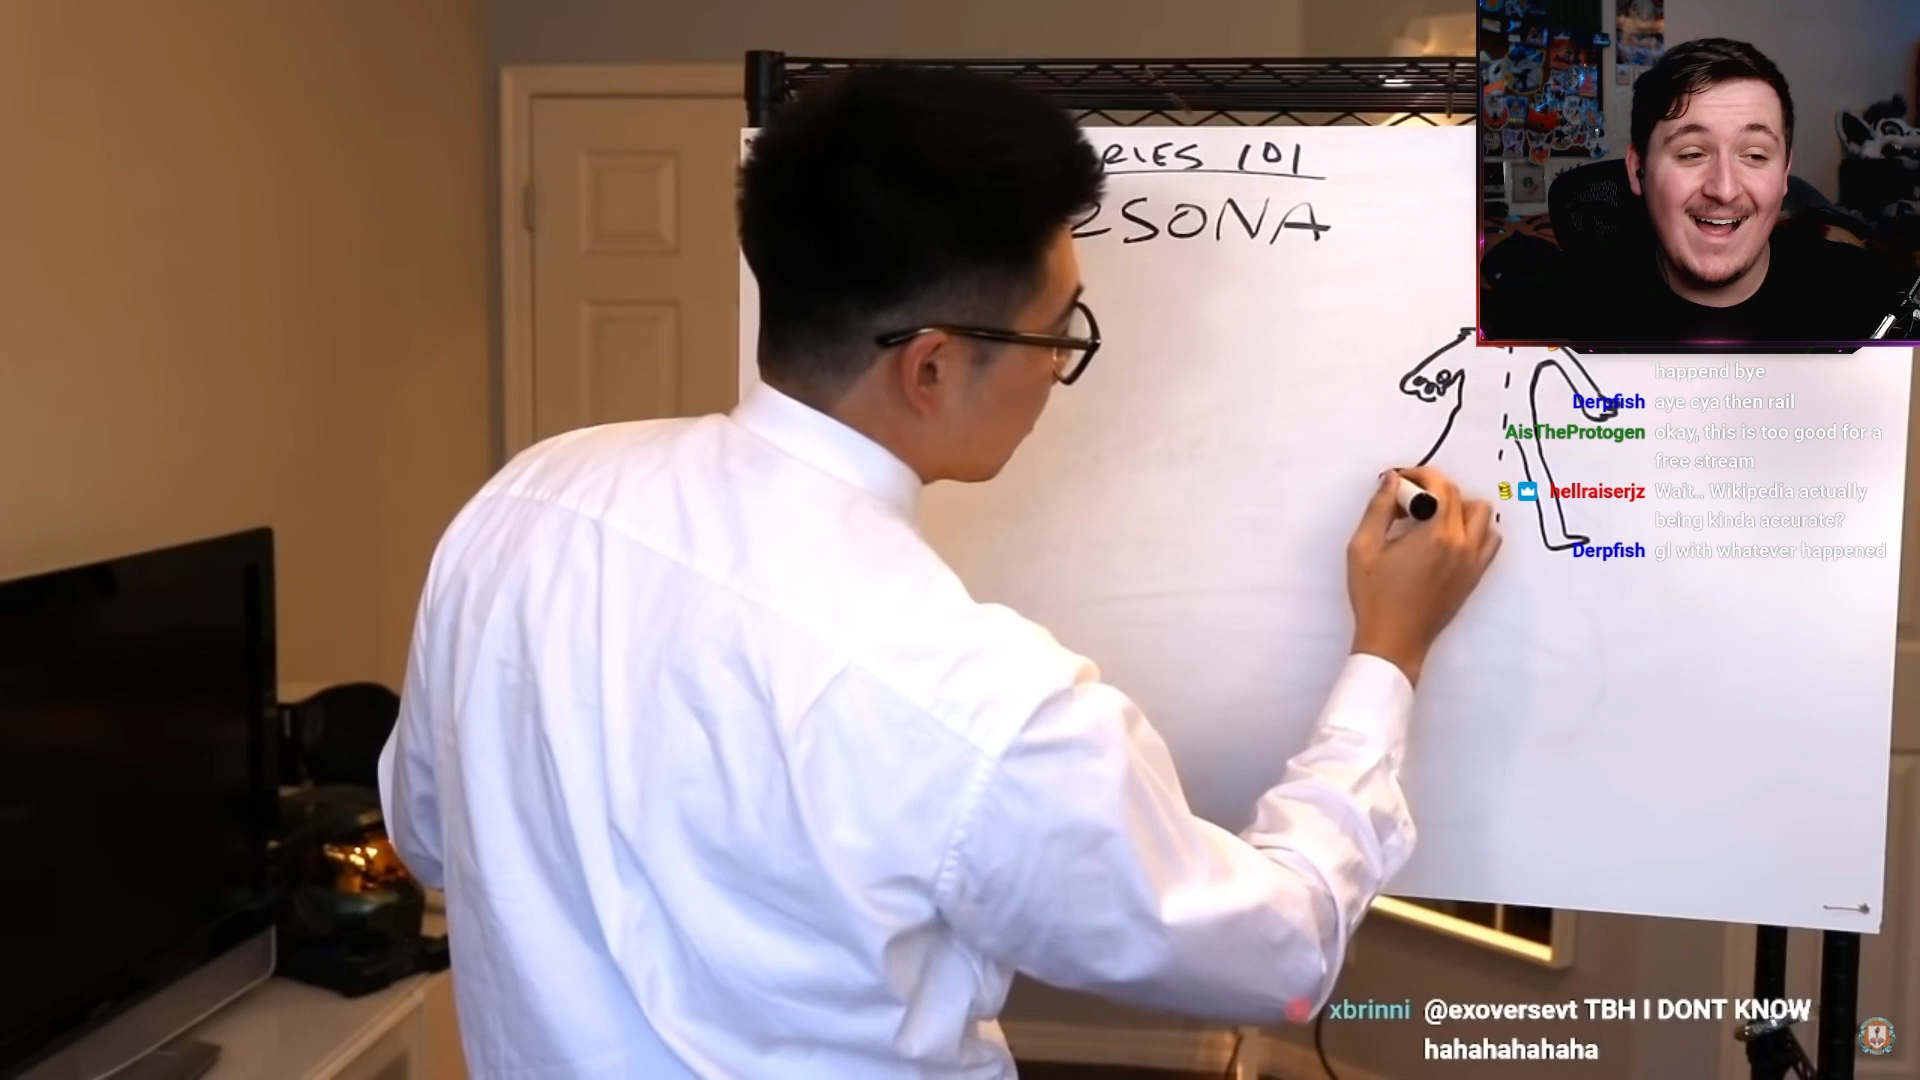 RIES 101
RSONA
happend bye
Derpfish aye cya then rail
AisTheProtogen okay, this is too good for a
free stream
hellraiserjz Wait.. Wikipedia actually
being kinda accurate?
Derpfish gl with whatever happened
xbrinni @exoversevt TBH I DONT KNOW
hahahahahaha